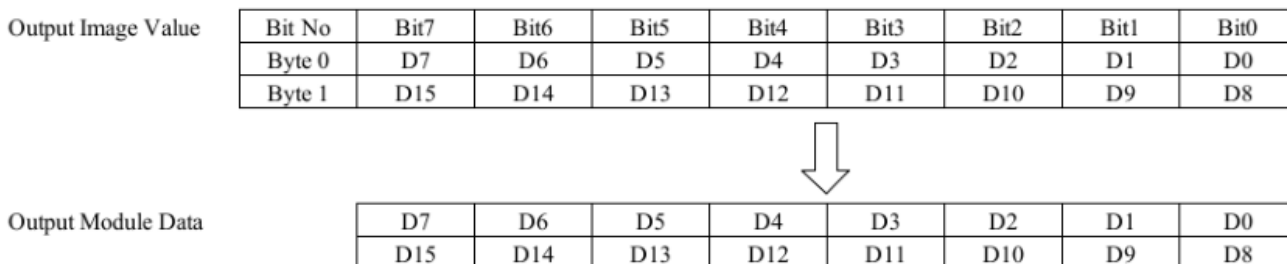 Output Image Value Bit No Bit7 Bit6 Bit5 Bit4 Bit3 Bit2 Bit1 Bit0
Byte 0 D7 D6 D5 D4 D3 D2 D1 D0
Byte 1 D15 D14 D13 D12 D11 D10 D9 D8
Output Module Data D7 D6 D5 D4 D3 D2 D1 D0
D15 D14 D13 D12 D11 D10 D9 D8